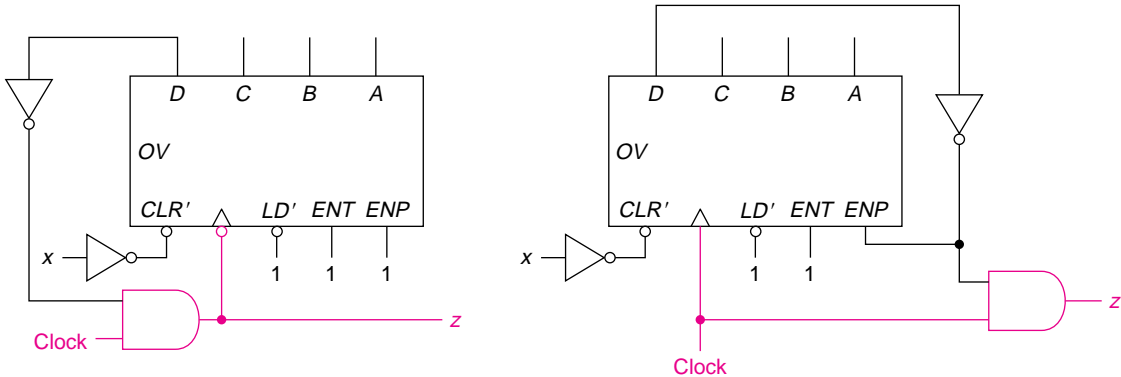 D C B A
OV
CLR' LD' ENT ENP
x
1 1 1
Clock
z
D C B A
OV
CLR' LD' ENT ENP
x
1 1
z
Clock